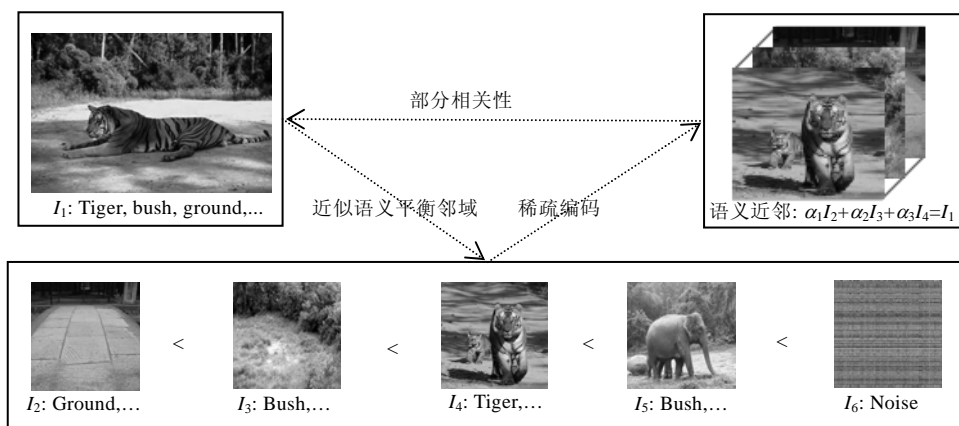 部分相关性
I₁: Tiger, bush, ground,...
近似语义平衡邻域
稀疏编码
语义近邻: α₁I₂+α₂I₃+α₃I₄=I₁
< < < <
I₂: Ground,… I₃: Bush,… I₄: Tiger,… I₅: Bush,… I₆: Noise